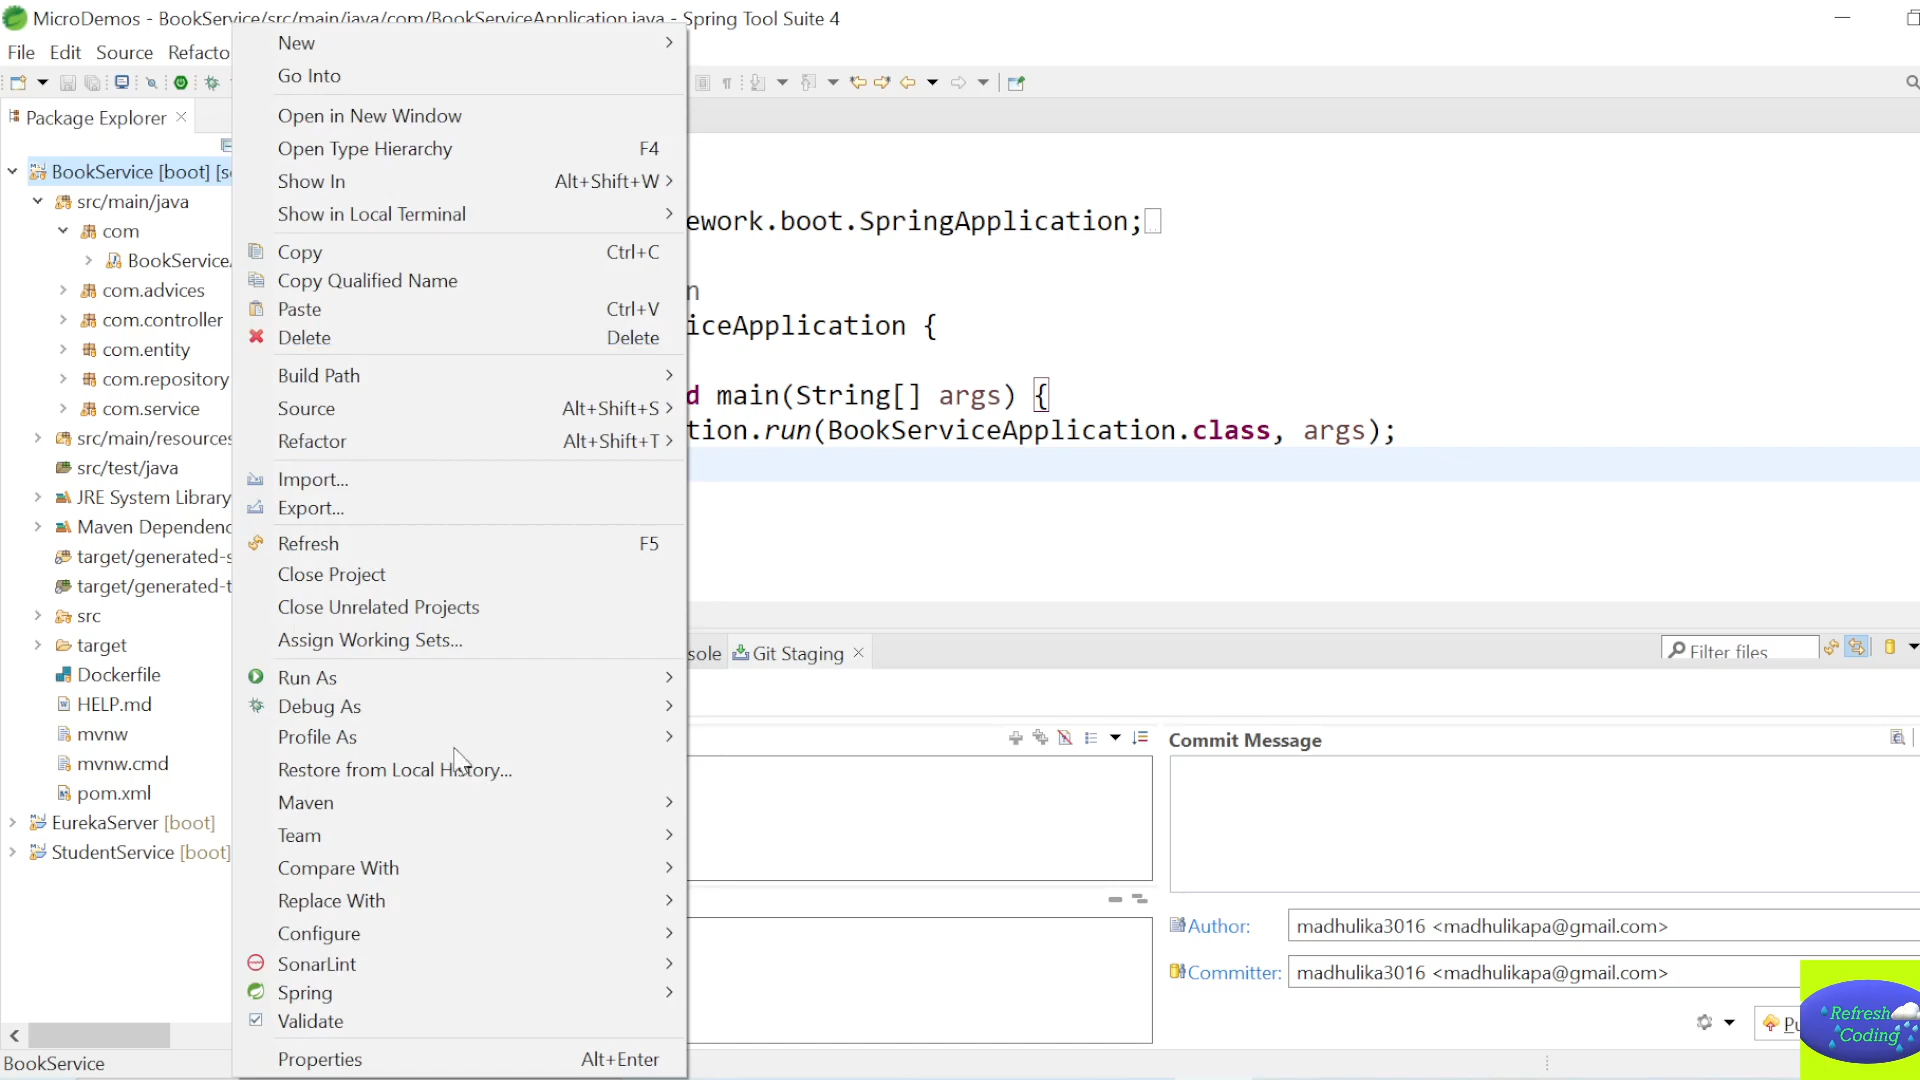 MicroDemos - BookService/src/main/java/com/BookServiceApplication.java - Spring Tool Suite 4
File Edit Source Refacto
Package Explorer
BookService [boot] [s
src/main/java
com
BookService
com.advices
com.controller
com.entity
com.repository
com.service
src/main/resources
src/test/java
JRE System Library
Maven Dependenc
target/generated-s
target/generated-t
src
target
Dockerfile
HELP.md
mvnw
mvnw.cmd
pom.xml
EurekaServer [boot]
StudentService [boot]
BookService
New
Go Into
Open in New Window
Open Type Hierarchy F4
Show In Alt+Shift+W
Show in Local Terminal
Copy Ctrl+C
Copy Qualified Name
Paste Ctrl+V
Delete Delete
Build Path
Source Alt+Shift+S
Refactor Alt+Shift+T
Import...
Export...
Refresh F5
Close Project
Close Unrelated Projects
Assign Working Sets...
Run As
Debug As
Profile As
Restore from Local History...
Maven
Team
Compare With
Replace With
Configure
SonarLint
Spring
Validate
Properties Alt+Enter
ework.boot.SpringApplication;
n
iceApplication {
d main(String[] args) {
tion.run(BookServiceApplication.class, args);
sole Git Staging
Filter files
Commit Message
Author: madhulika3016 <madhulikapa@gmail.com>
Committer: madhulika3016 <madhulikapa@gmail.com>
Pu
Refresh
Coding